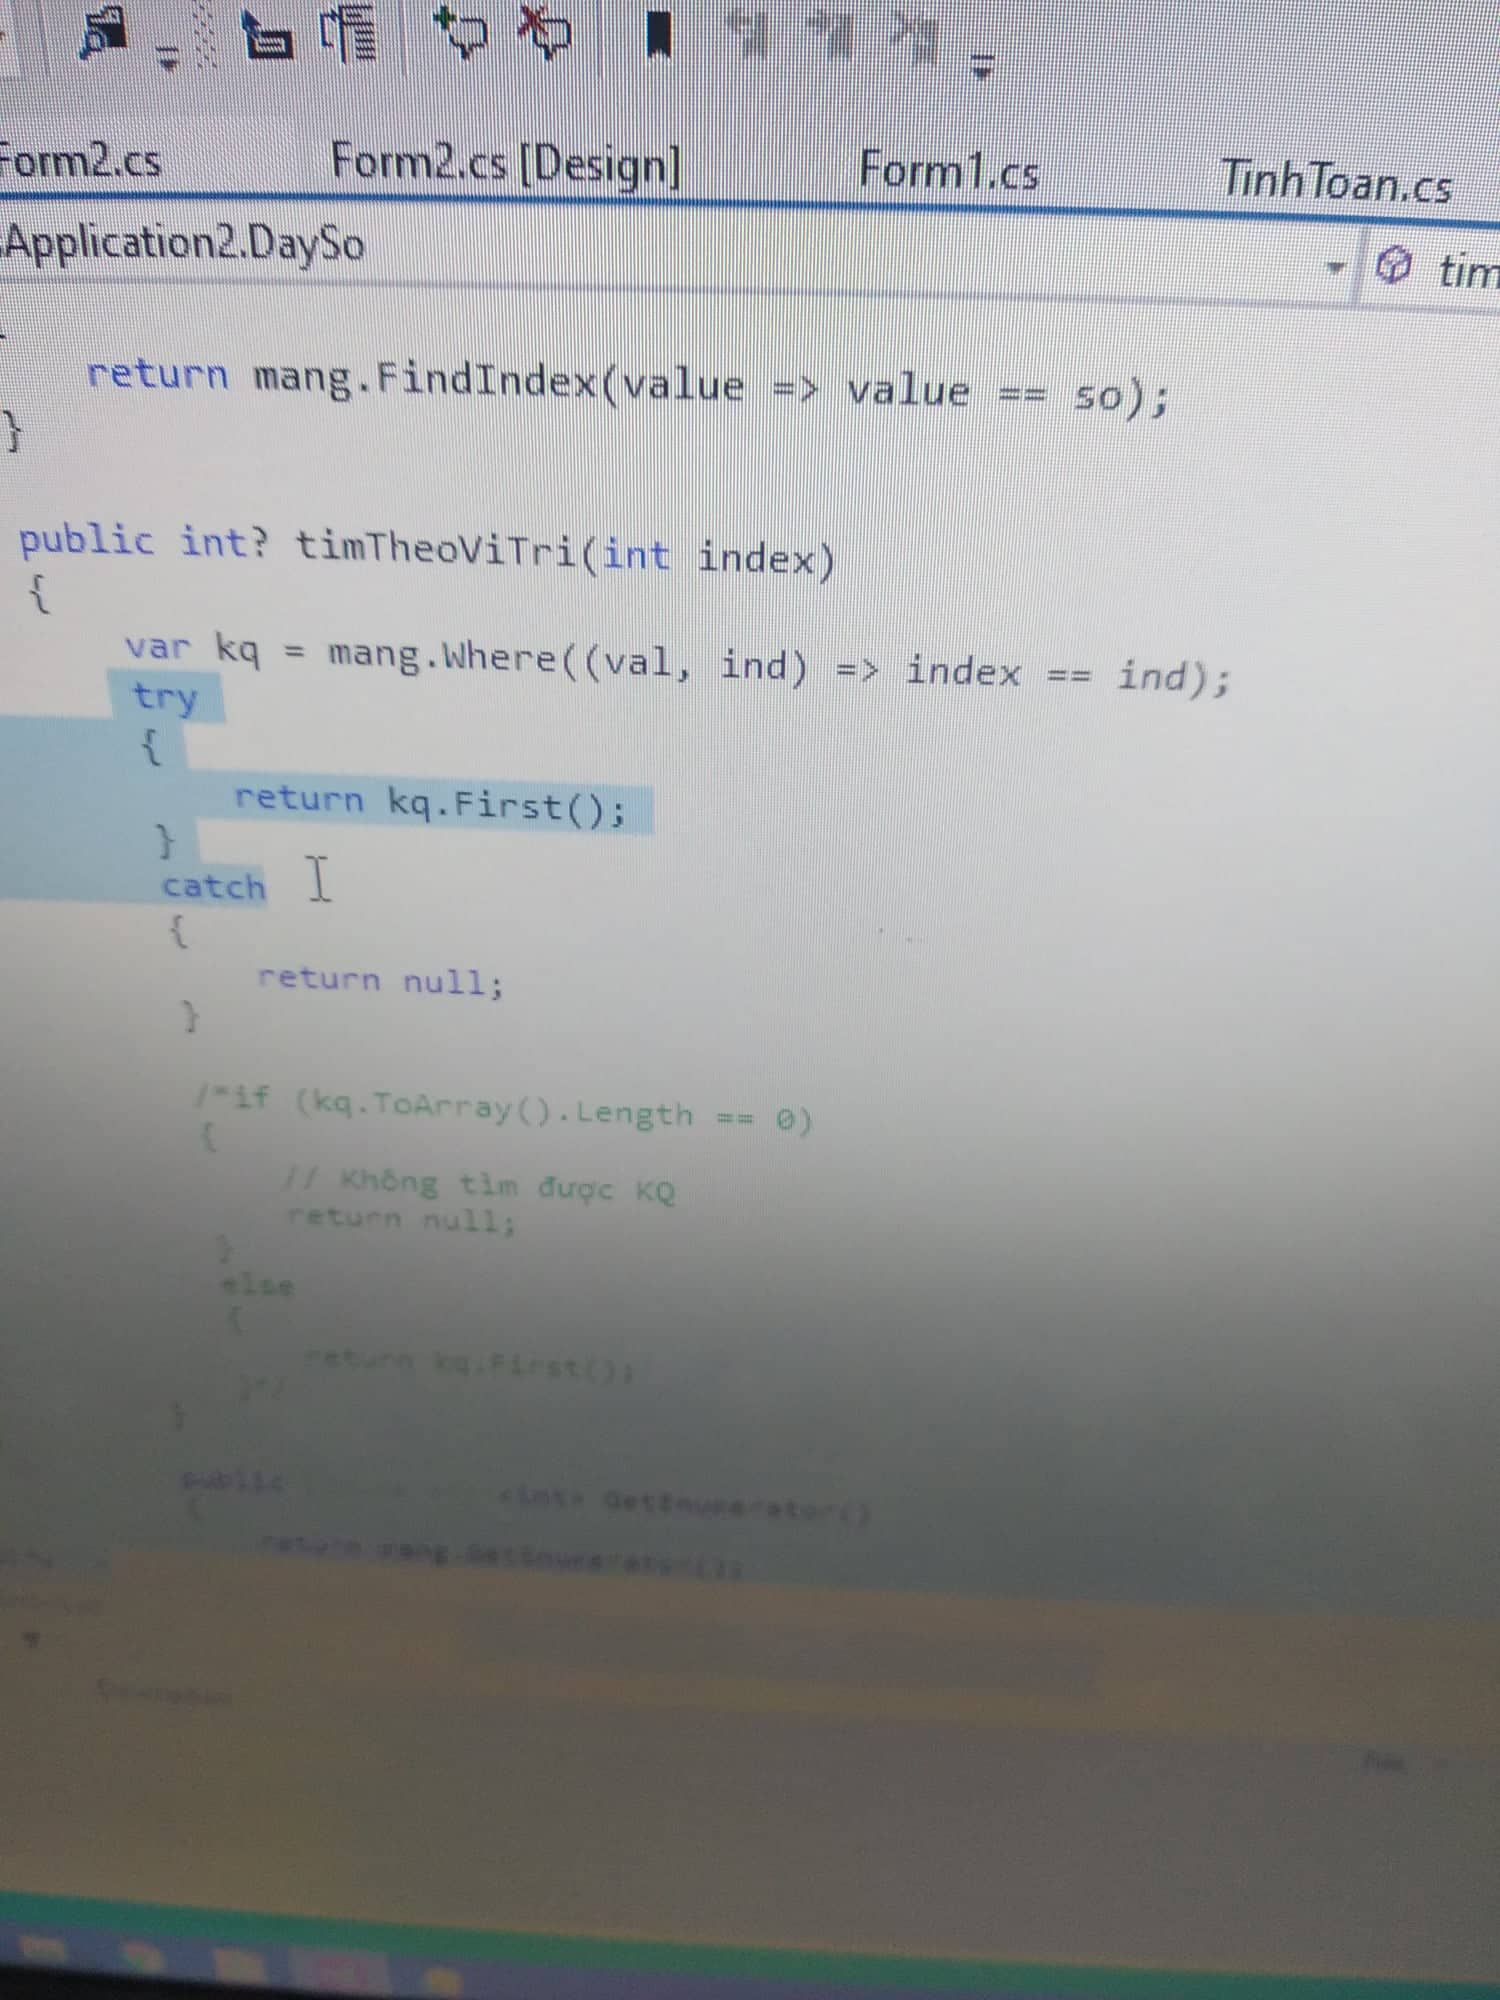 Form2.cs
Form2.cs [Design]
Form1.cs
TinhToan.cs
Application2.DaySo
tim
return mang.FindIndex(value => value == so);
}
public int? timTheoViTri(int index)
{
var kq = mang.Where((val, ind) => index == ind);
try
{
return kq.First();
}
catch
{
return null;
}
/*if (kq.ToArray().Length == 0)
{
// Không tìm được KQ
return null;
}
else
{
return kq.First();
}*/
}
public <int> GetEnumerator()
{
return mang.GetEnumerator();